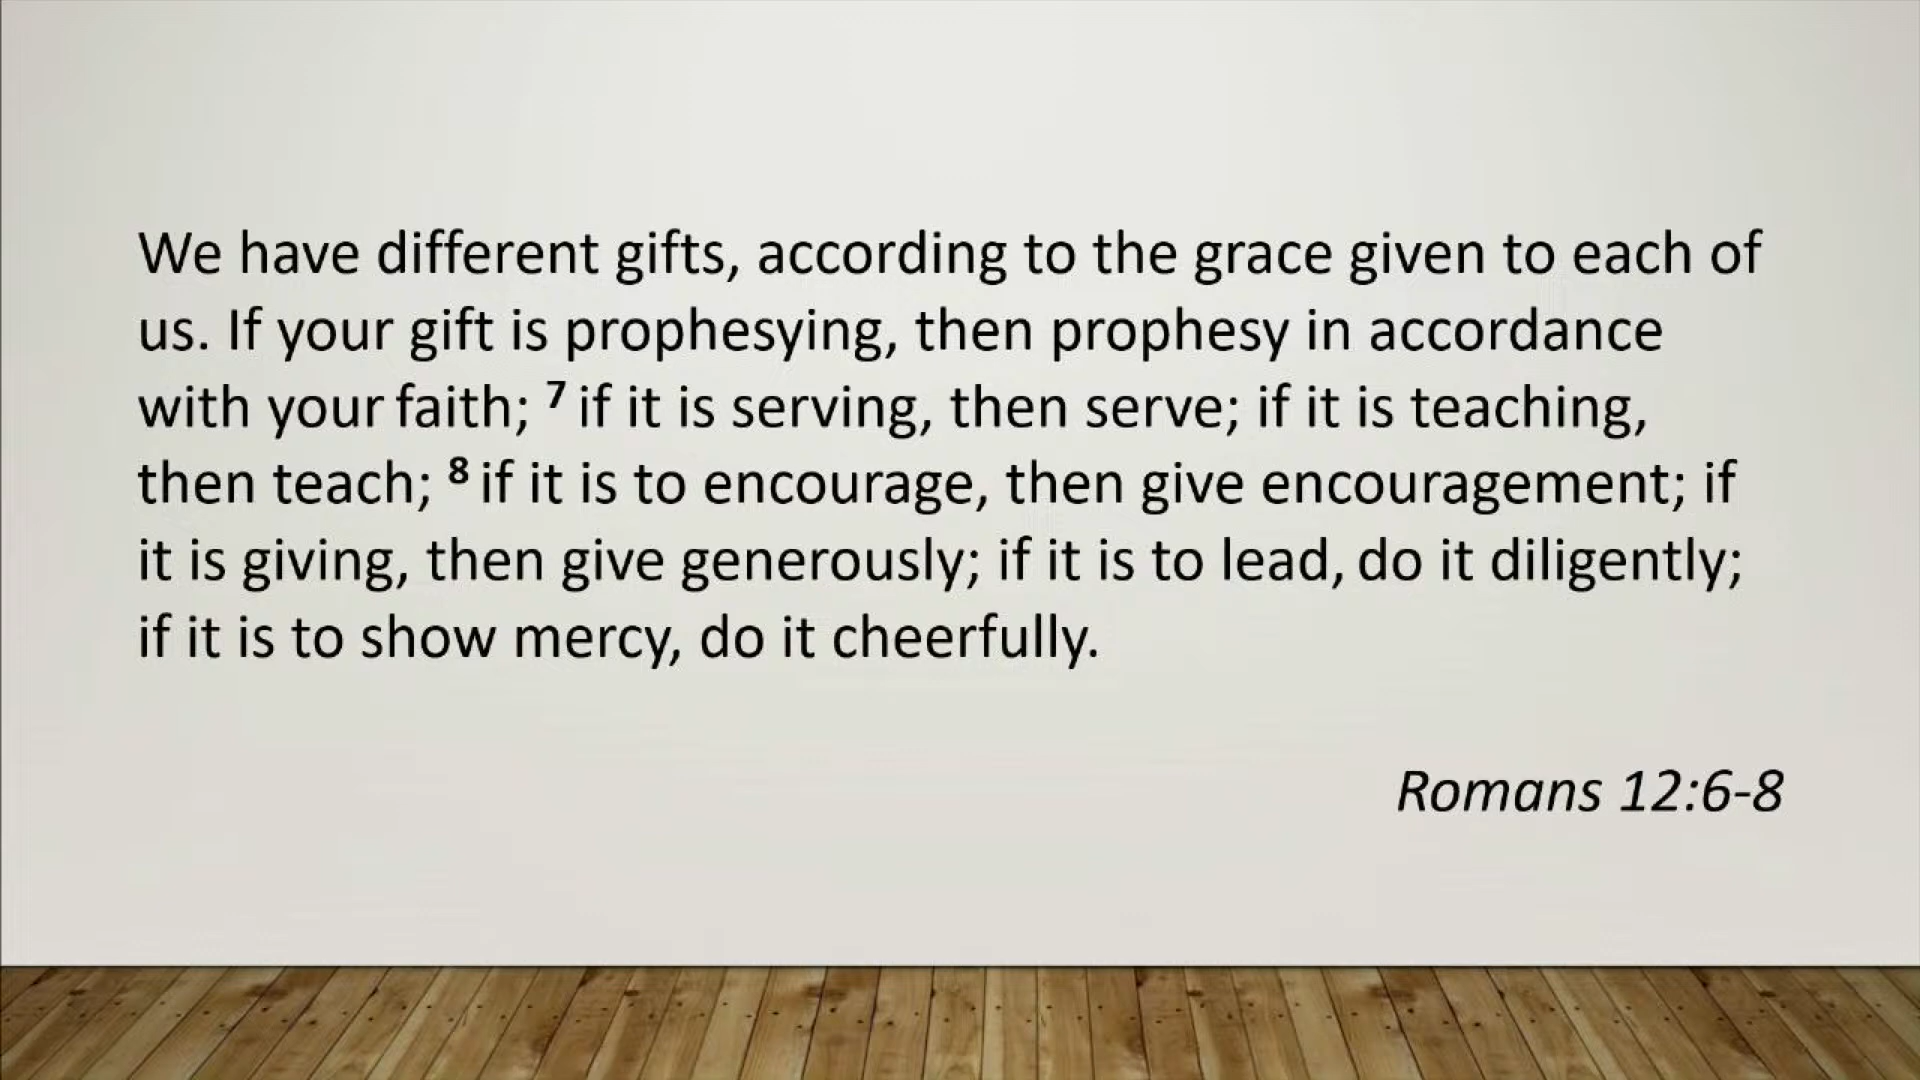 We have different gifts, according to the grace given to each of
us. If your gift is prophesying, then prophesy in accordance
with your faith; 7 if it is serving, then serve; if it is teaching,
then teach; 8 if it is to encourage, then give encouragement; if
it is giving, then give generously; if it is to lead, do it diligently;
if it is to show mercy, do it cheerfully.
Romans 12:6-8